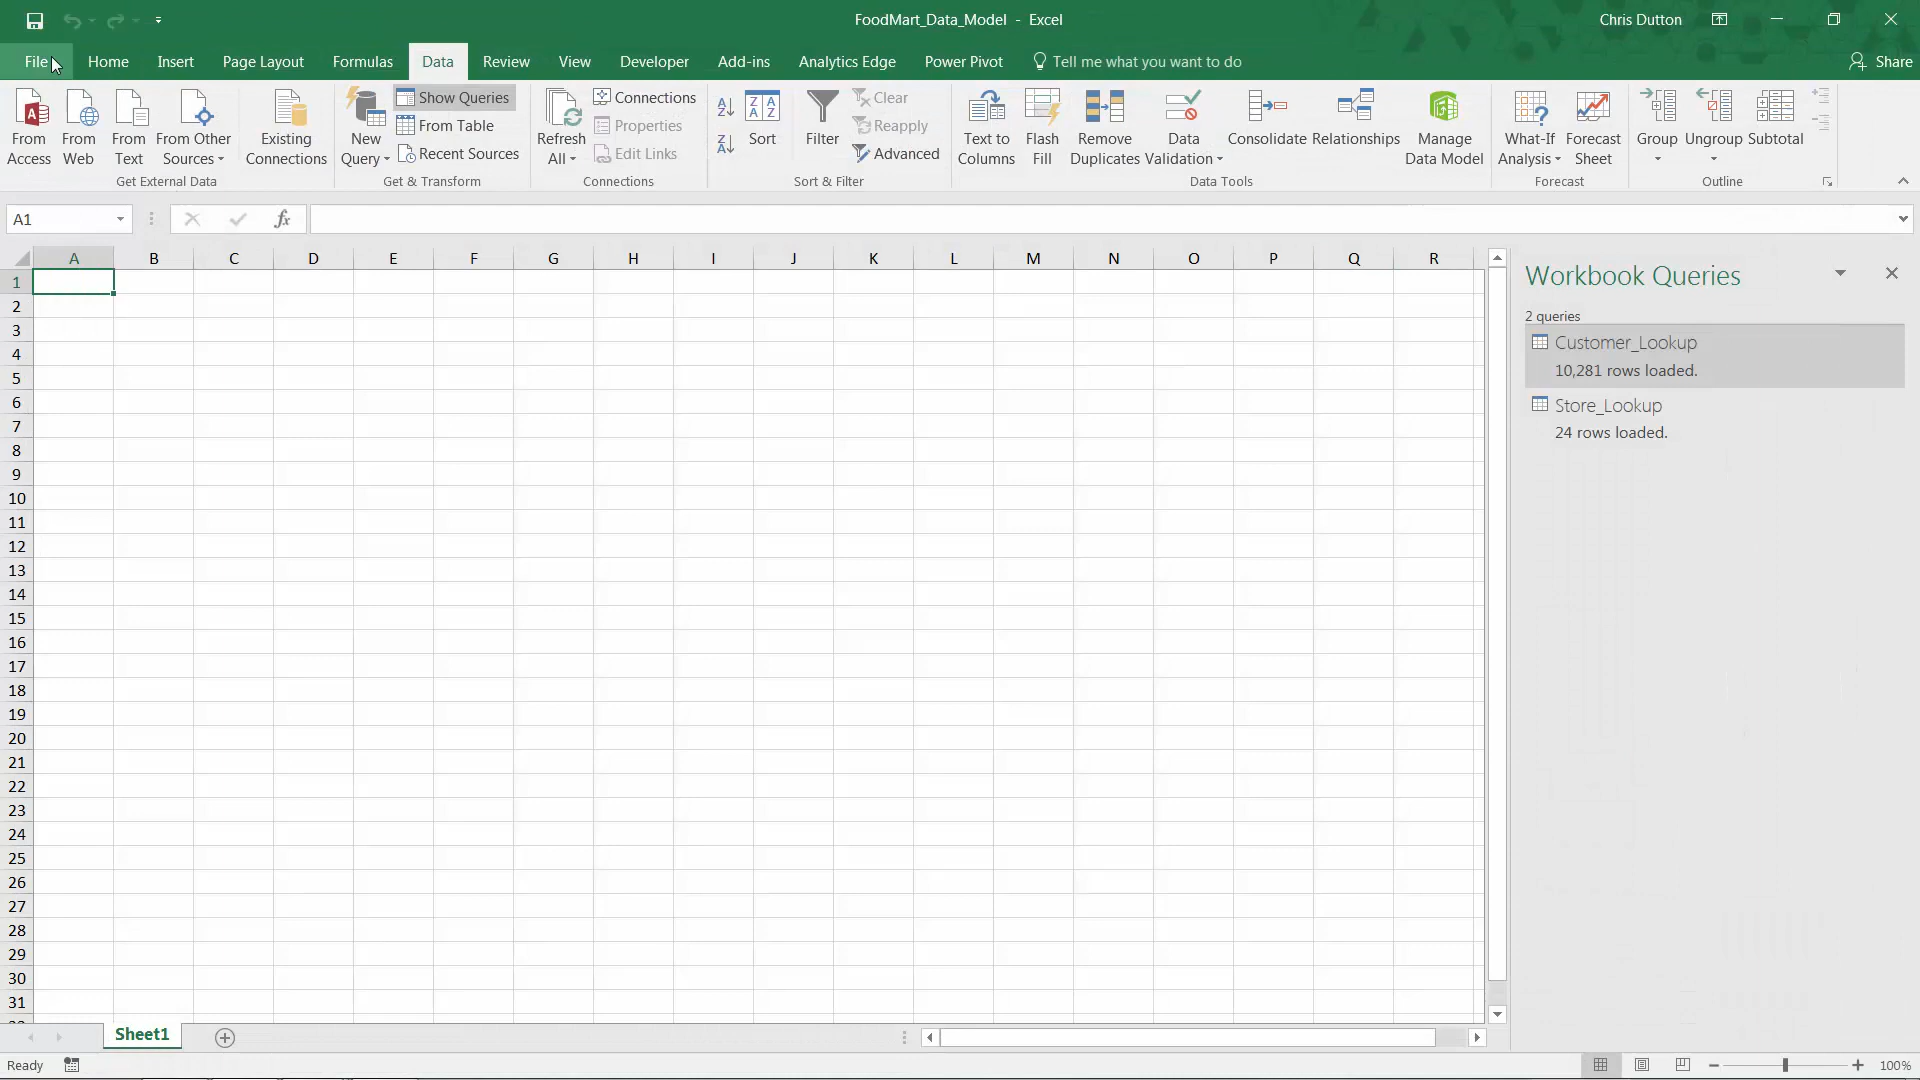 FoodMart_Data_Model - Excel
Chris Dutton
File
Home
Insert
Page Layout
Formulas
Data
Review
View
Developer
Add-ins
Analytics Edge
Power Pivot
Tell me what you want to do
Share
From
Access
From
Web
From
Text
From Other
Sources
Get External Data
Existing
Connections
New
Query
Show Queries
From Table
Recent Sources
Get & Transform
Refresh
All
Connections
Properties
Edit Links
Connections
A
Z
Z
A
Z A
A Z
Sort
Filter
Clear
Reapply
Advanced
Sort & Filter
Text to
Columns
Flash
Fill
Remove
Duplicates
Data
Validation
Consolidate
Relationships
Manage
Data Model
Data Tools
What-If
Analysis
Forecast
Sheet
Forecast
Group
Ungroup
Subtotal
Outline
A1
fx
A B C D E F G H I J K L M N O P Q R
1
2
3
4
5
6
7
8
9
10
11
12
13
14
15
16
17
18
19
20
21
22
23
24
25
26
27
28
29
30
31
Workbook Queries
2 queries
Customer_Lookup
10,281 rows loaded.
Store_Lookup
24 rows loaded.
Sheet1
Ready
100%